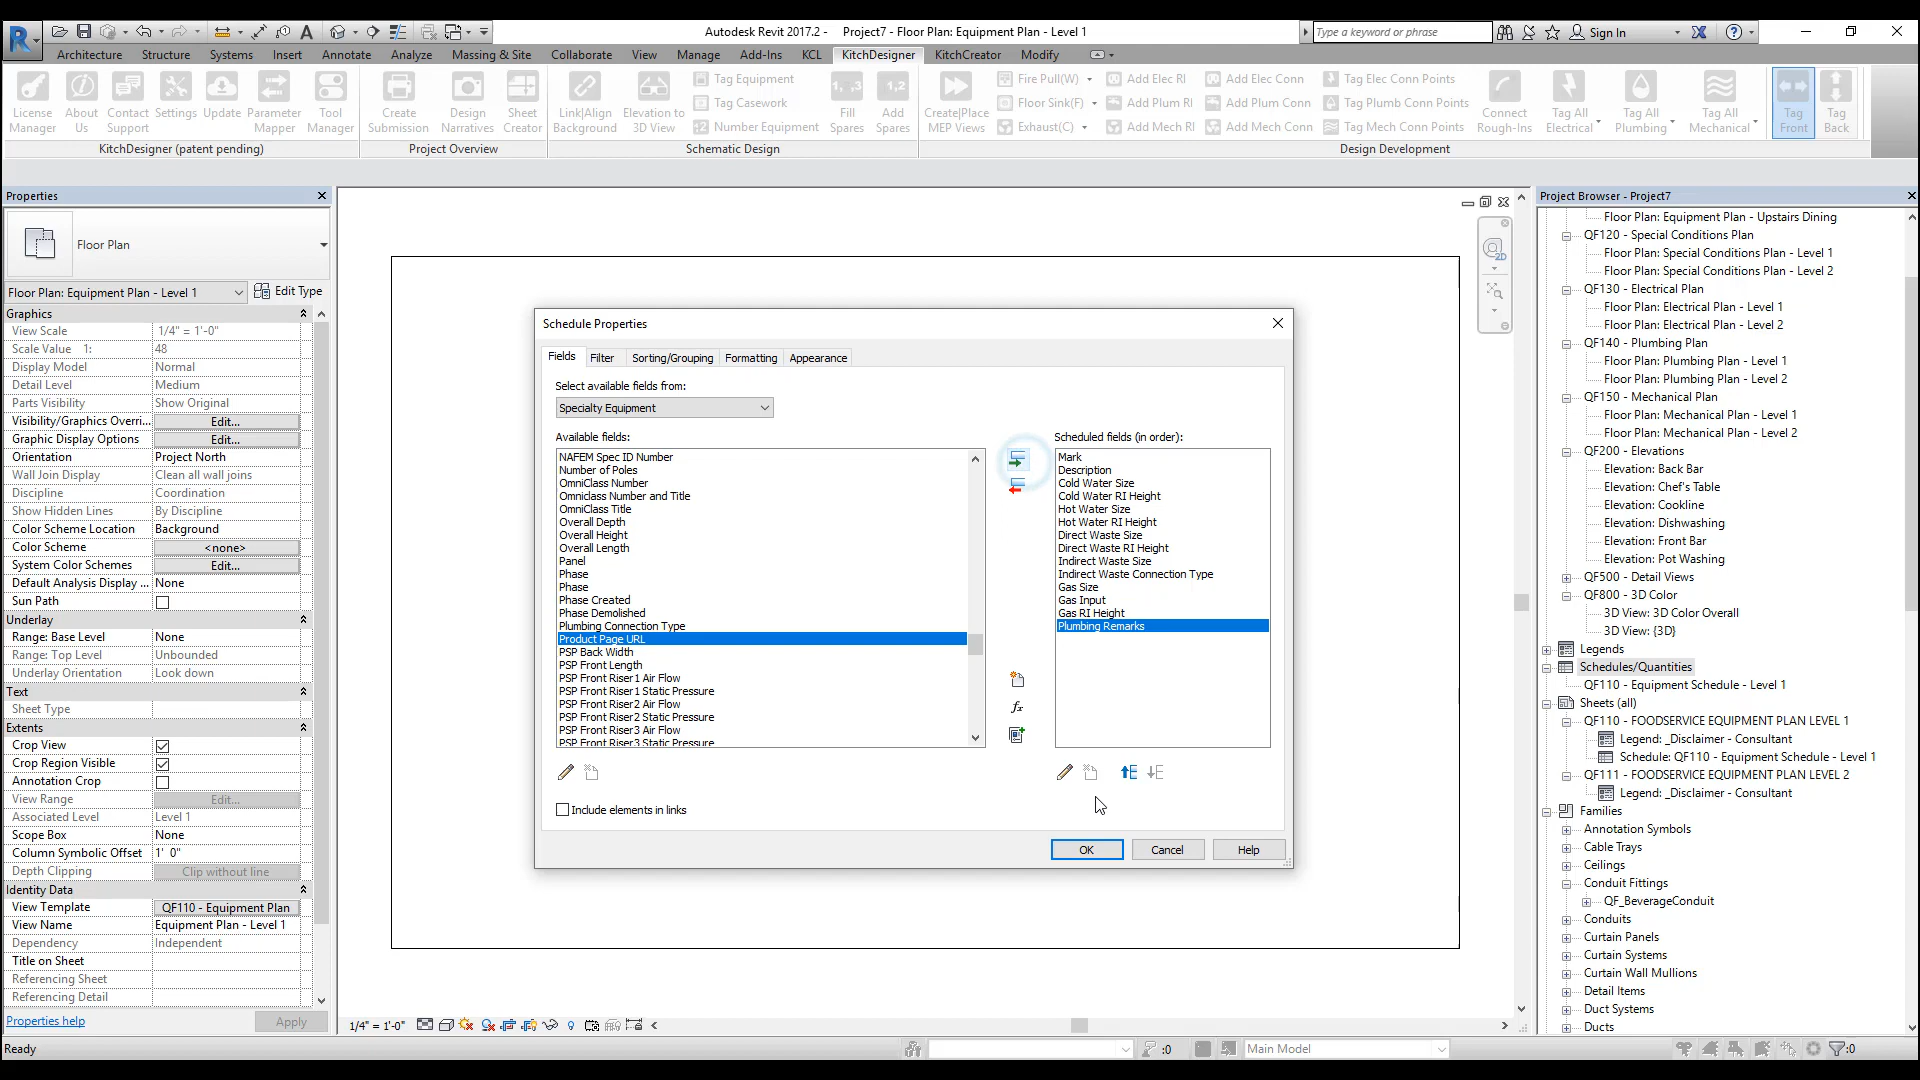 Autodesk Revit 2017.2 - Project7 - Floor Plan: Equipment Plan - Level 1
Type a keyword or phrase
Sign In
Architecture Structure Systems Insert Annotate Analyze Massing & Site Collaborate View Manage Add-Ins KCL KitchDesigner KitchCreator Modify
License Manager
About Us
Contact Support
Settings
Update
Parameter Mapper
Tool Manager
KitchDesigner (patent pending)
Create Submission
Design Narratives
Sheet Creator
Project Overview
Link|Align Background
Elevation to 3D View
Tag Equipment
Tag Casework
Number Equipment
Fill Spares
Add Spares
Schematic Design
Create|Place MEP Views
Fire Pull(W)
Floor Sink(F)
Exhaust(C)
Add Elec RI
Add Plum RI
Add Mech RI
Add Elec Conn
Add Plum Conn
Add Mech Conn
Tag Elec Conn Points
Tag Plumb Conn Points
Tag Mech Conn Points
Connect Rough-Ins
Tag All Electrical
Tag All Plumbing
Tag All Mechanical
Tag Front
Tag Back
Design Development
Properties
Floor Plan
Floor Plan: Equipment Plan - Level 1
Edit Type
Graphics
View Scale 1/4" = 1'-0"
Scale Value 1: 48
Display Model Normal
Detail Level Medium
Parts Visibility Show Original
Visibility/Graphics Overri... Edit...
Graphic Display Options Edit...
Orientation Project North
Wall Join Display Clean all wall joins
Discipline Coordination
Show Hidden Lines By Discipline
Color Scheme Location Background
Color Scheme <none>
System Color Schemes Edit...
Default Analysis Display ... None
Sun Path
Underlay
Range: Base Level None
Range: Top Level Unbounded
Underlay Orientation Look down
Text
Sheet Type
Extents
Crop View
Crop Region Visible
Annotation Crop
View Range Edit...
Associated Level Level 1
Scope Box None
Column Symbolic Offset 1' 0"
Depth Clipping Clip without line
Identity Data
View Template QF110 - Equipment Plan
View Name Equipment Plan - Level 1
Dependency Independent
Title on Sheet
Referencing Sheet
Referencing Detail
Properties help
Apply
Schedule Properties
Fields Filter Sorting/Grouping Formatting Appearance
Select available fields from:
Specialty Equipment
Available fields:
NAFEM Spec ID Number
Number of Poles
OmniClass Number
Omniclass Number and Title
OmniClass Title
Overall Depth
Overall Height
Overall Length
Panel
Phase
Phase
Phase Created
Phase Demolished
Plumbing Connection Type
Product Page URL
PSP Back Width
PSP Front Length
PSP Front Riser1 Air Flow
PSP Front Riser1 Static Pressure
PSP Front Riser2 Air Flow
PSP Front Riser2 Static Pressure
PSP Front Riser3 Air Flow
PSP Front Riser3 Static Pressure
Scheduled fields (in order):
Mark
Description
Cold Water Size
Cold Water RI Height
Hot Water Size
Hot Water RI Height
Direct Waste Size
Direct Waste RI Height
Indirect Waste Size
Indirect Waste Connection Type
Gas Size
Gas Input
Gas RI Height
Plumbing Remarks
fx
Include elements in links
OK Cancel Help
2D
Project Browser - Project7
Floor Plan: Equipment Plan - Upstairs Dining
QF120 - Special Conditions Plan
Floor Plan: Special Conditions Plan - Level 1
Floor Plan: Special Conditions Plan - Level 2
QF130 - Electrical Plan
Floor Plan: Electrical Plan - Level 1
Floor Plan: Electrical Plan - Level 2
QF140 - Plumbing Plan
Floor Plan: Plumbing Plan - Level 1
Floor Plan: Plumbing Plan - Level 2
QF150 - Mechanical Plan
Floor Plan: Mechanical Plan - Level 1
Floor Plan: Mechanical Plan - Level 2
QF200 - Elevations
Elevation: Back Bar
Elevation: Chef's Table
Elevation: Cookline
Elevation: Dishwashing
Elevation: Front Bar
Elevation: Pot Washing
QF500 - Detail Views
QF800 - 3D Color
3D View: 3D Color Overall
3D View: {3D}
Legends
Schedules/Quantities
QF110 - Equipment Schedule - Level 1
Sheets (all)
QF110 - FOODSERVICE EQUIPMENT PLAN LEVEL 1
Legend: _Disclaimer - Consultant
Schedule: QF110 - Equipment Schedule - Level 1
QF111 - FOODSERVICE EQUIPMENT PLAN LEVEL 2
Legend: _Disclaimer - Consultant
Families
Annotation Symbols
Cable Trays
Ceilings
Conduit Fittings
QF_BeverageConduit
Conduits
Curtain Panels
Curtain Systems
Curtain Wall Mullions
Detail Items
Duct Systems
Ducts
1/4" = 1'-0"
Ready
:0
Main Model
:0